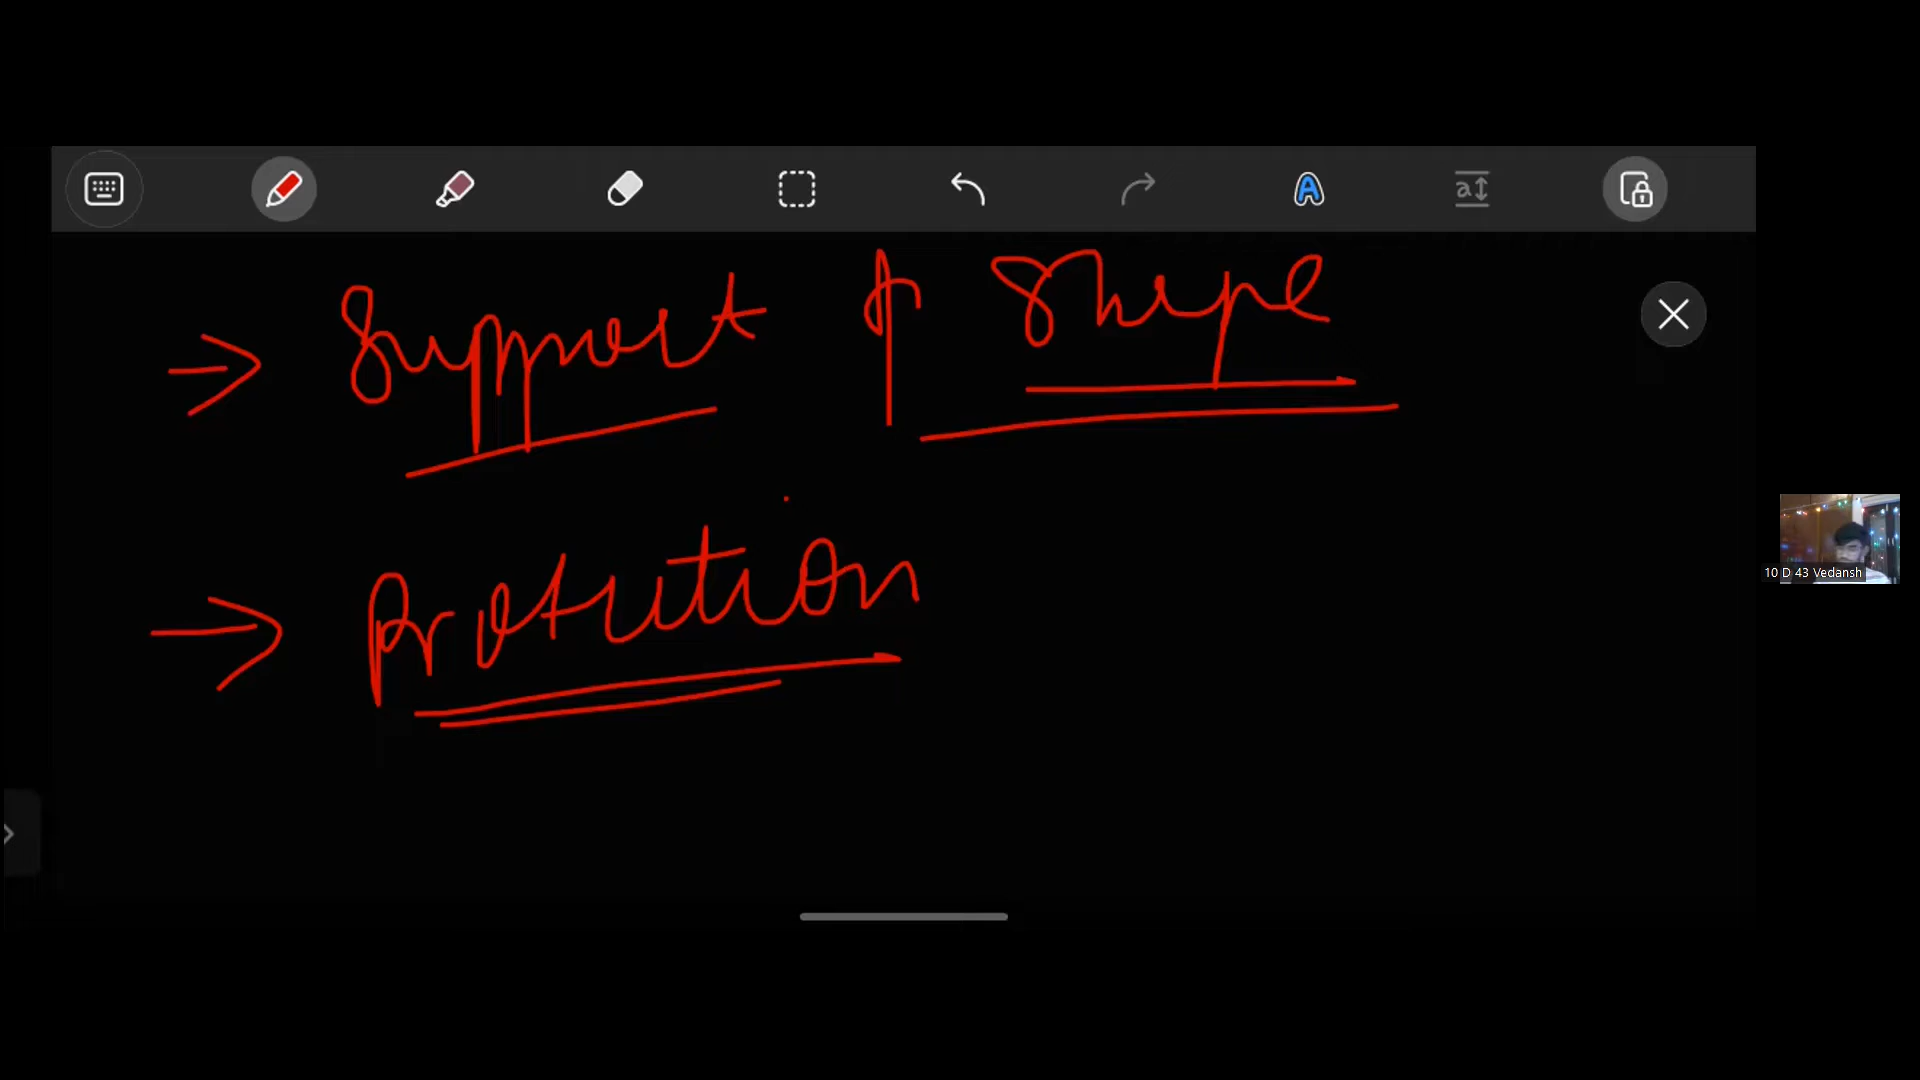 → Support & Shape
→ Protection
10 D 43 Vedansh